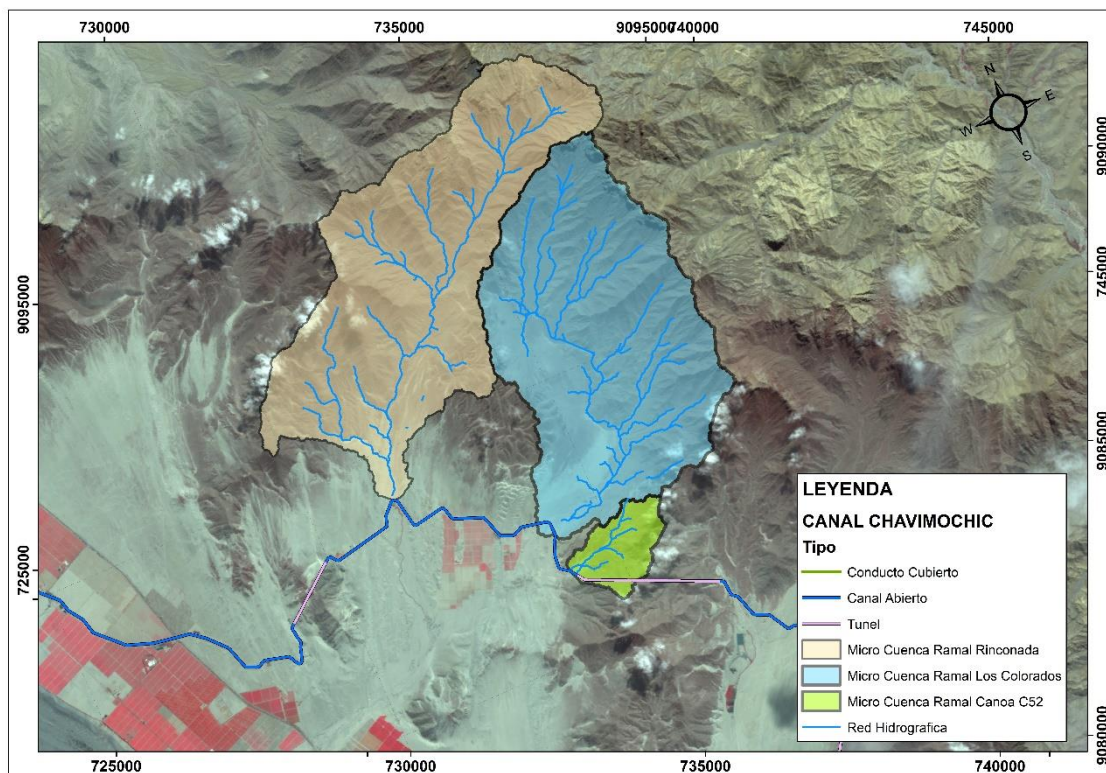 730000
735000
9095000
740000
745000
N
E
W
S
9090000
745000
9095000
9085000
725000
LEYENDA
CANAL CHAVIMOCHIC
Tipo
Conducto Cubierto
Canal Abierto
Tunel
Micro Cuenca Ramal Rinconada
Micro Cuenca Ramal Los Colorados
Micro Cuenca Ramal Canoa C52
Red Hidrografica
9080000
725000
730000
735000
740000